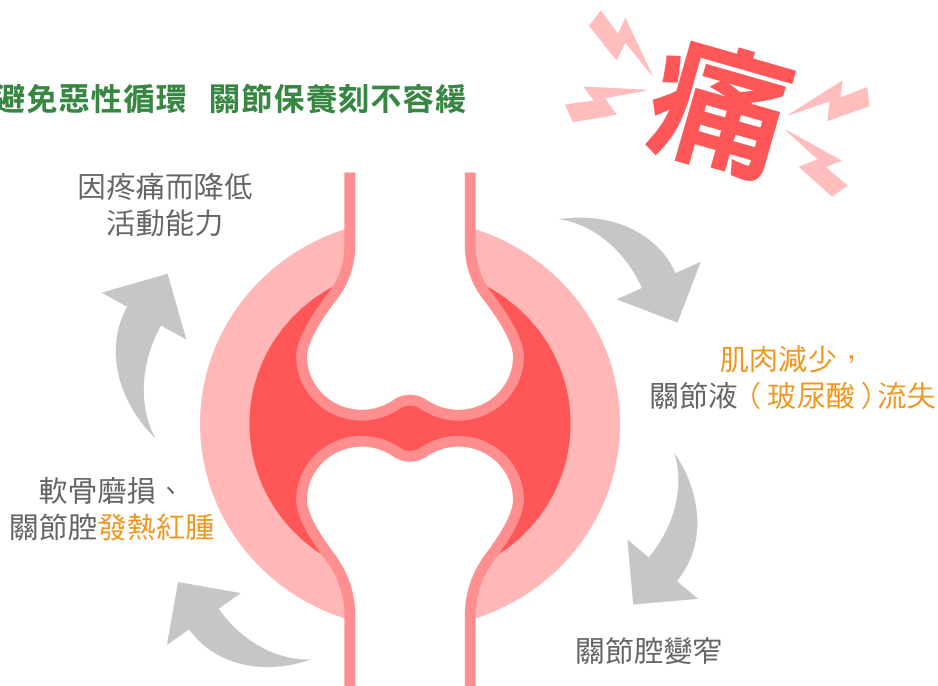 避免惡性循環 關節保養刻不容緩
痛
因疼痛而降低
活動能力
肌肉減少，
關節液（玻尿酸）流失
軟骨磨損、
關節腔發熱紅腫
關節腔變窄